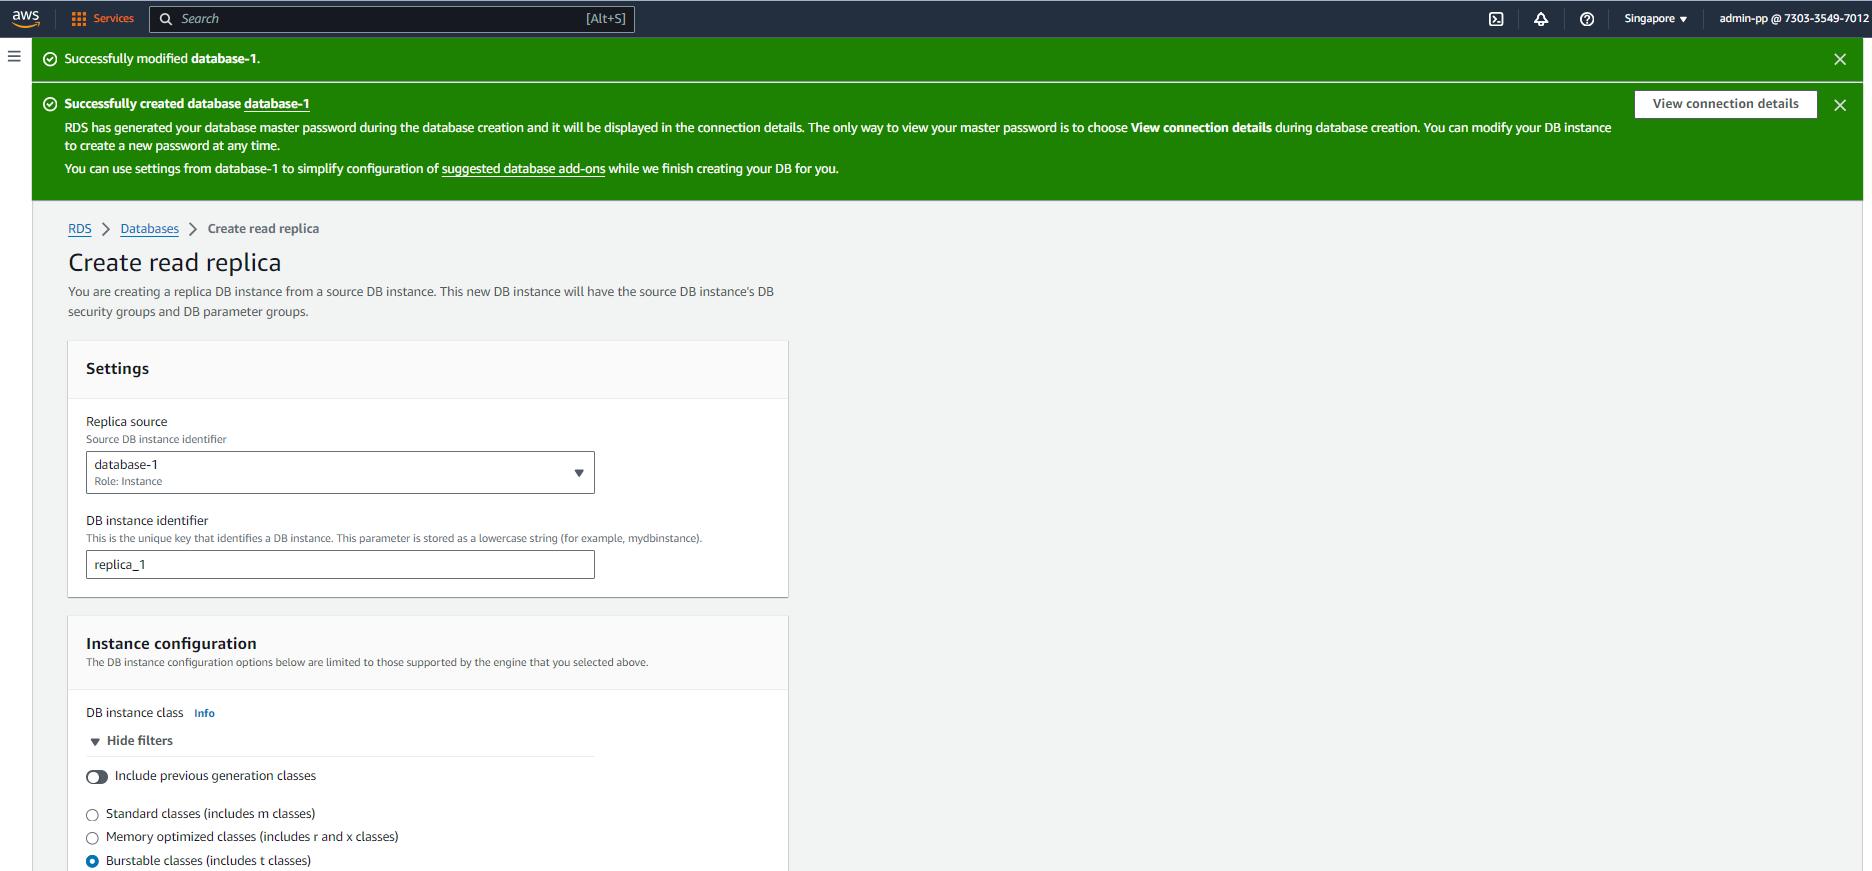 aws
Services
Search
[Alt+S]
Singapore
admin-pp @ 7303-3549-7012
Successfully modified database-1.
Successfully created database database-1
View connection details
RDS has generated your database master password during the database creation and it will be displayed in the connection details. The only way to view your master password is to choose View connection details during database creation. You can modify your DB instance
to create a new password at any time.
You can use settings from database-1 to simplify configuration of suggested database add-ons while we finish creating your DB for you.
RDS > Databases > Create read replica
Create read replica
You are creating a replica DB instance from a source DB instance. This new DB instance will have the source DB instance's DB
security groups and DB parameter groups.
Settings
Replica source
Source DB instance identifier
database-1
Role: Instance
DB instance identifier
This is the unique key that identifies a DB instance. This parameter is stored as a lowercase string (for example, mydbinstance).
replica_1
Instance configuration
The DB instance configuration options below are limited to those supported by the engine that you selected above.
DB instance class Info
Hide filters
Include previous generation classes
Standard classes (includes m classes)
Memory optimized classes (includes r and x classes)
Burstable classes (includes t classes)